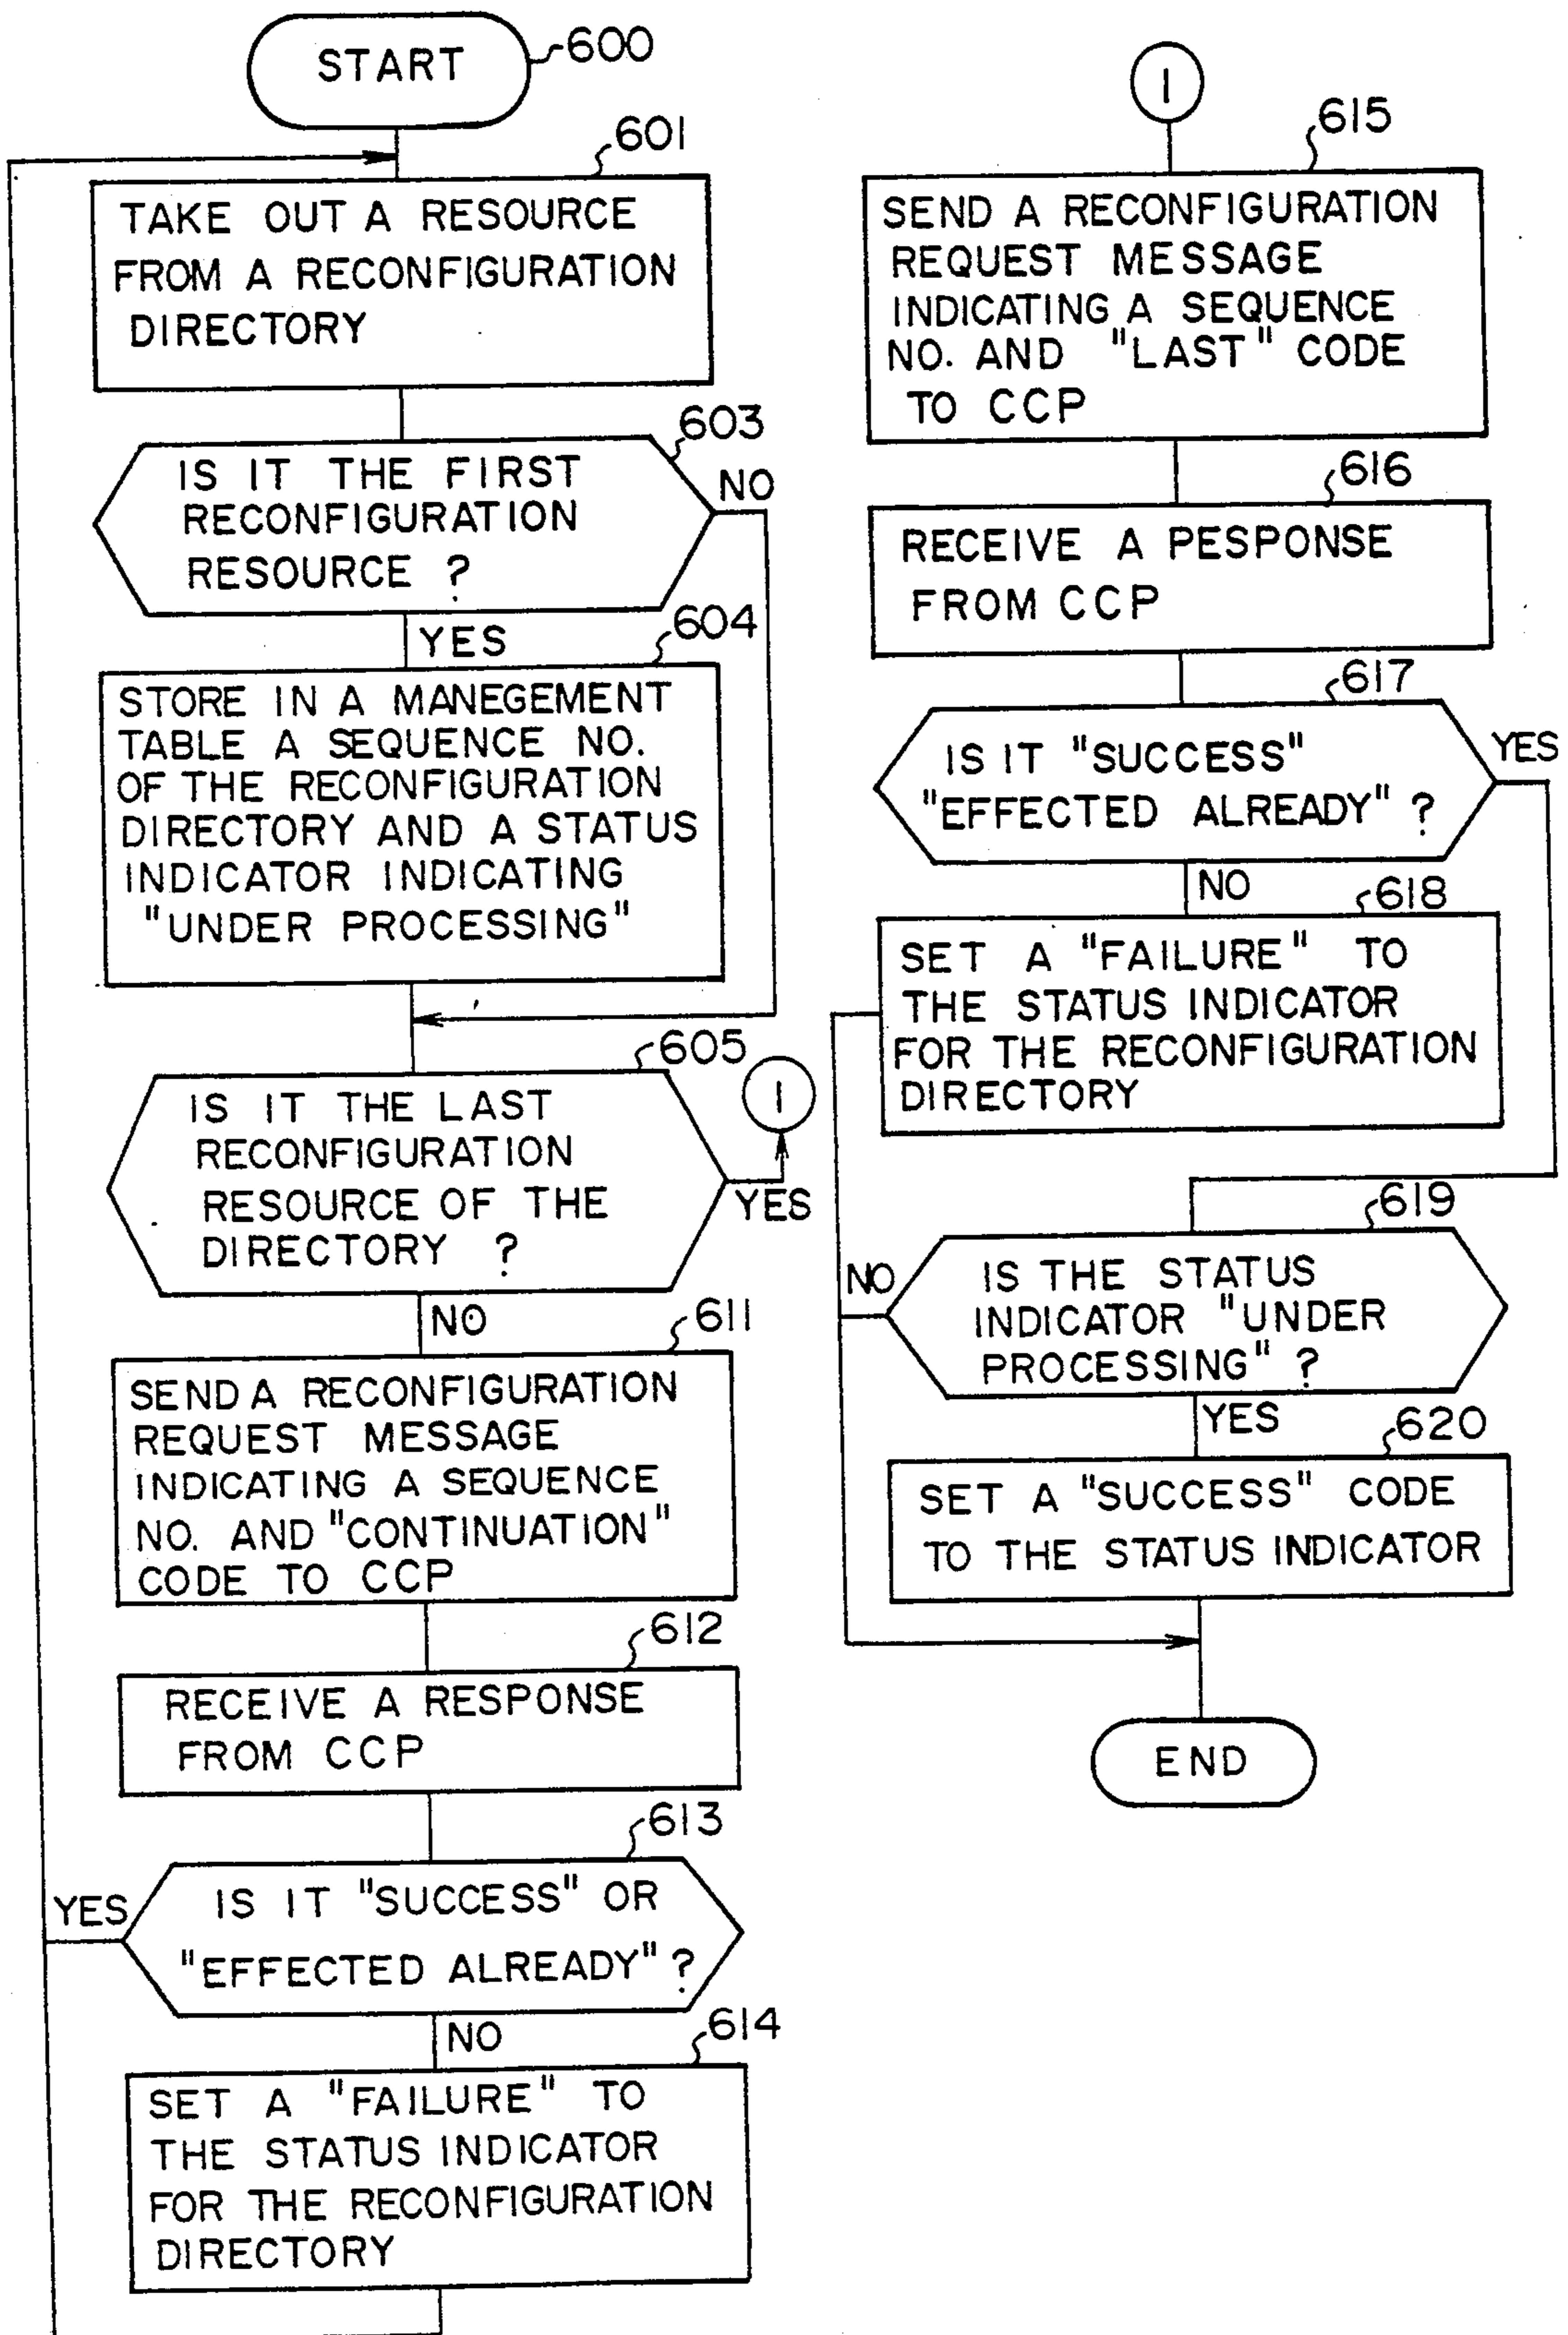 START
600
601
TAKE OUT A RESOURCE
FROM A RECONFIGURATION
DIRECTORY
603
IS IT THE FIRST
RECONFIGURATION
RESOURCE ?
NO
YES
604
STORE IN A MANEGEMENT
TABLE A SEQUENCE NO.
OF THE RECONFIGURATION
DIRECTORY AND A STATUS
INDICATOR INDICATING
"UNDER PROCESSING"
605
IS IT THE LAST
RECONFIGURATION
RESOURCE OF THE
DIRECTORY ?
1
YES
NO
611
SEND A RECONFIGURATION
REQUEST MESSAGE
INDICATING A SEQUENCE
NO. AND "CONTINUATION"
CODE TO CCP
612
RECEIVE A RESPONSE
FROM CCP
613
IS IT "SUCCESS" OR
"EFFECTED ALREADY" ?
YES
NO
614
SET A "FAILURE" TO
THE STATUS INDICATOR
FOR THE RECONFIGURATION
DIRECTORY
1
615
SEND A RECONFIGURATION
REQUEST MESSAGE
INDICATING A SEQUENCE
NO. AND "LAST" CODE
TO CCP
616
RECEIVE A PESPONSE
FROM CCP
617
IS IT "SUCCESS"
"EFFECTED ALREADY" ?
YES
NO
618
SET A "FAILURE" TO
THE STATUS INDICATOR
FOR THE RECONFIGURATION
DIRECTORY
619
IS THE STATUS
INDICATOR "UNDER
PROCESSING" ?
NO
YES
620
SET A "SUCCESS" CODE
TO THE STATUS INDICATOR
END